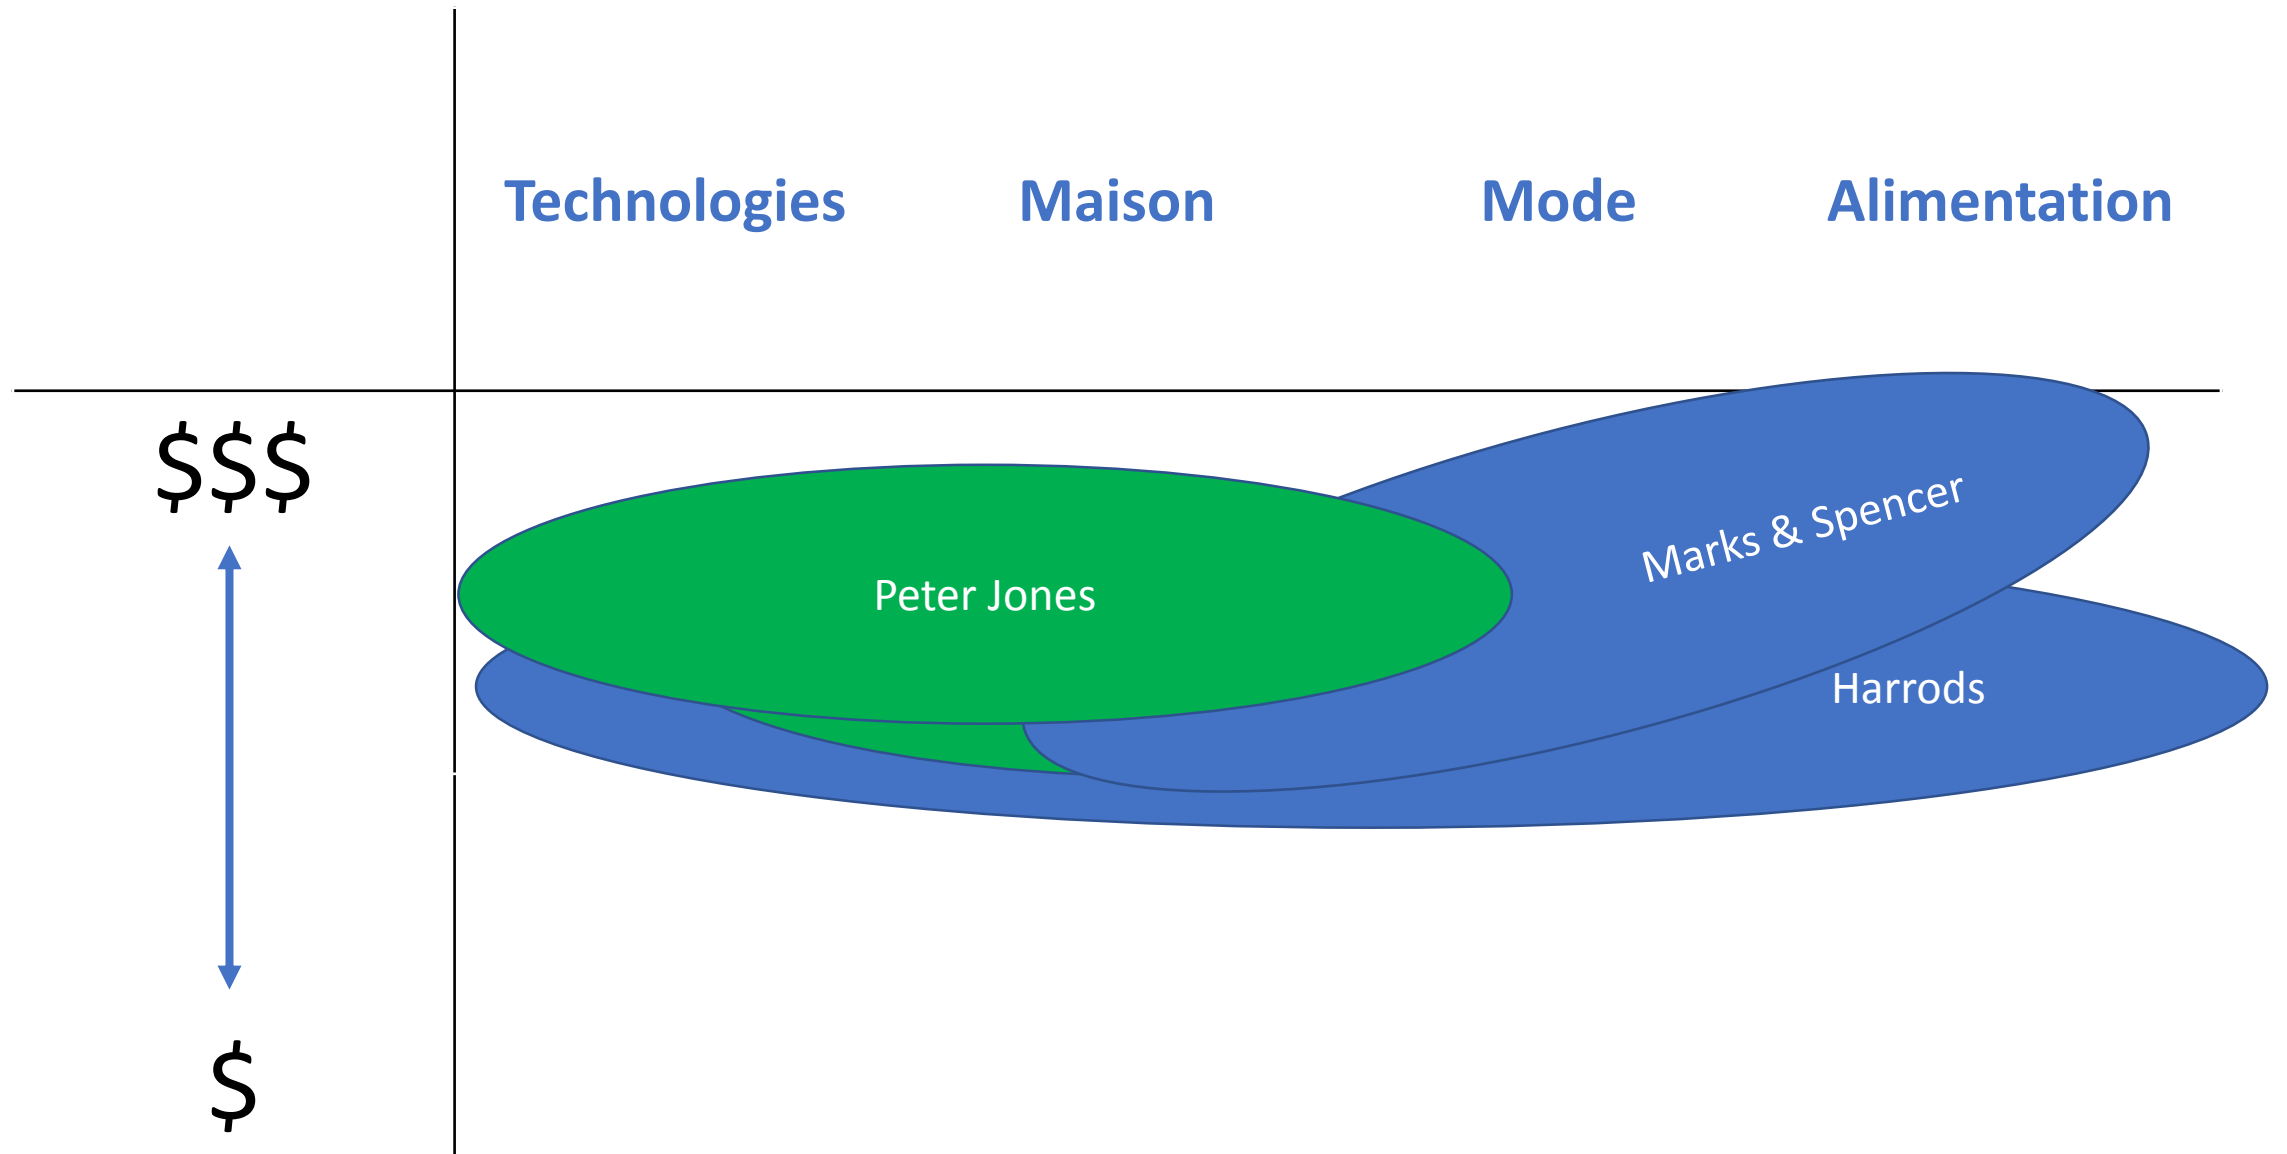 Technologies Maison Mode Alimentation
$$$
Marks & Spencer
Peter Jones
Harrods
$